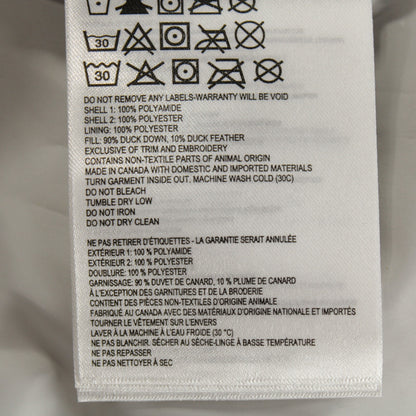 30
30
DO NOT REMOVE ANY LABELS-WARRANTY WILL BE VOID
SHELL 1: 100% POLYAMIDE
SHELL 2: 100% POLYESTER
LINING: 100% POLYESTER
FILL: 90% DUCK DOWN, 10% DUCK FEATHER
EXCLUSIVE OF TRIM AND EMBROIDERY
CONTAINS NON-TEXTILE PARTS OF ANIMAL ORIGIN
MADE IN CANADA WITH DOMESTIC AND IMPORTED MATERIALS
TURN GARMENT INSIDE OUT. MACHINE WASH COLD (30C)
DO NOT BLEACH
TUMBLE DRY LOW
DO NOT IRON
DO NOT DRY CLEAN
NE PAS RETIRER D'ÉTIQUETTES - LA GARANTIE SERAIT ANNULÉE
EXTÉRIEUR 1: 100 % POLYAMIDE
EXTÉRIEUR 2: 100 % POLYESTER
DOUBLURE: 100 % POLYESTER
GARNISSAGE: 90 % DUVET DE CANARD, 10 % PLUME DE CANARD
À L'EXCEPTION DES GARNITURES ET DE LA BRODERIE
CONTIENT DES PIÈCES NON-TEXTILES D'ORIGINE ANIMALE
FABRIQUÉ AU CANADA AVEC DES MATÉRIAUX D'ORIGINE NATIONALE ET IMPORTÉS
TOURNER LE VÊTEMENT SUR L'ENVERS
LAVER À LA MACHINE À L'EAU FROIDE (30 °C)
NE PAS BLANCHIR. SÉCHER AU SÈCHE-LINGE À BASSE TEMPÉRATURE
NE PAS REPASSER
NE PAS NETTOYER À SEC